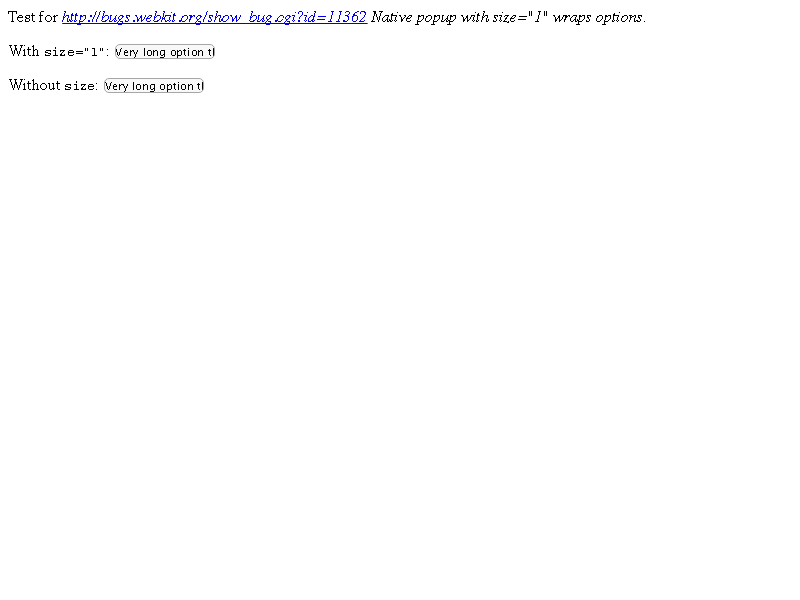 Test for http://bugs.webkit.org/show_bug.cgi?id=11362 Native popup with size="1" wraps options.
With size="1": Very long option
Without size: Very long option